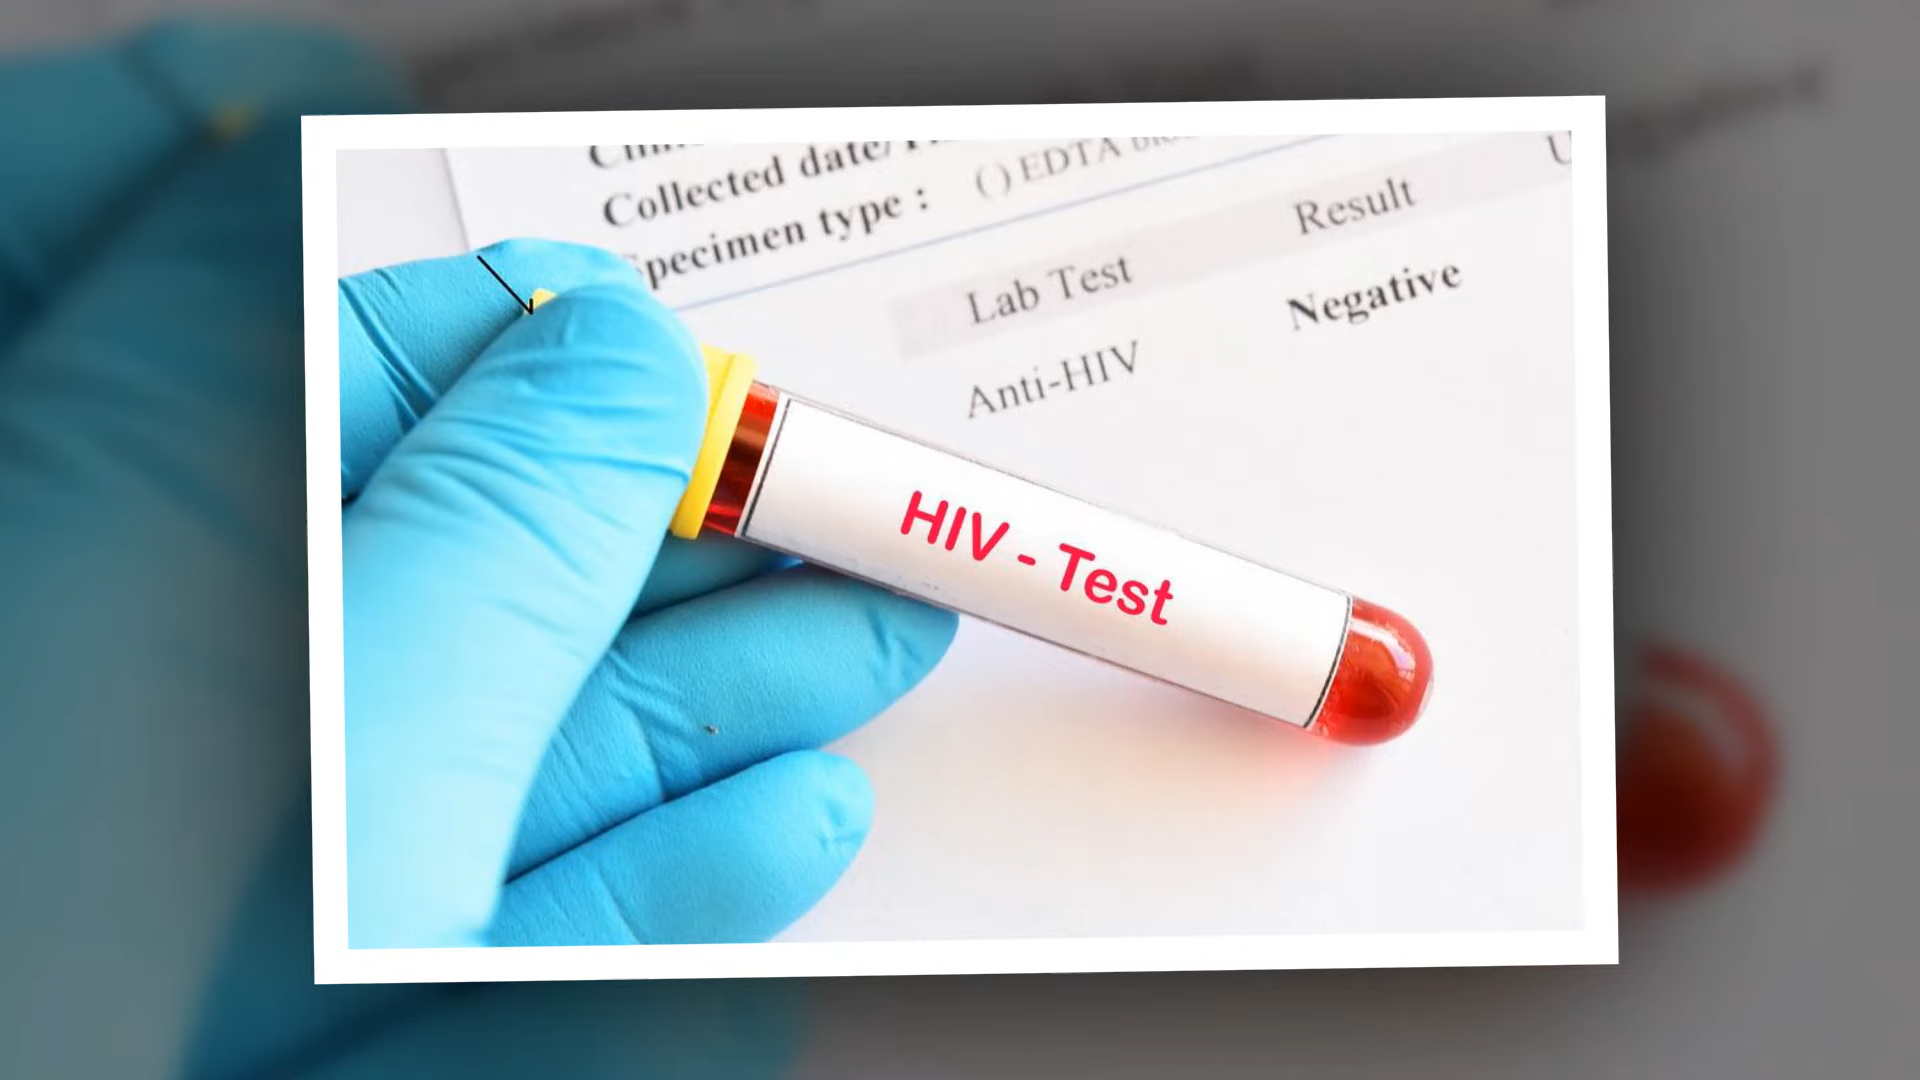 Collected date/
Specimen type :
( ) EDTA
Lab Test
Result
Anti-HIV
Negative
HIV - Test